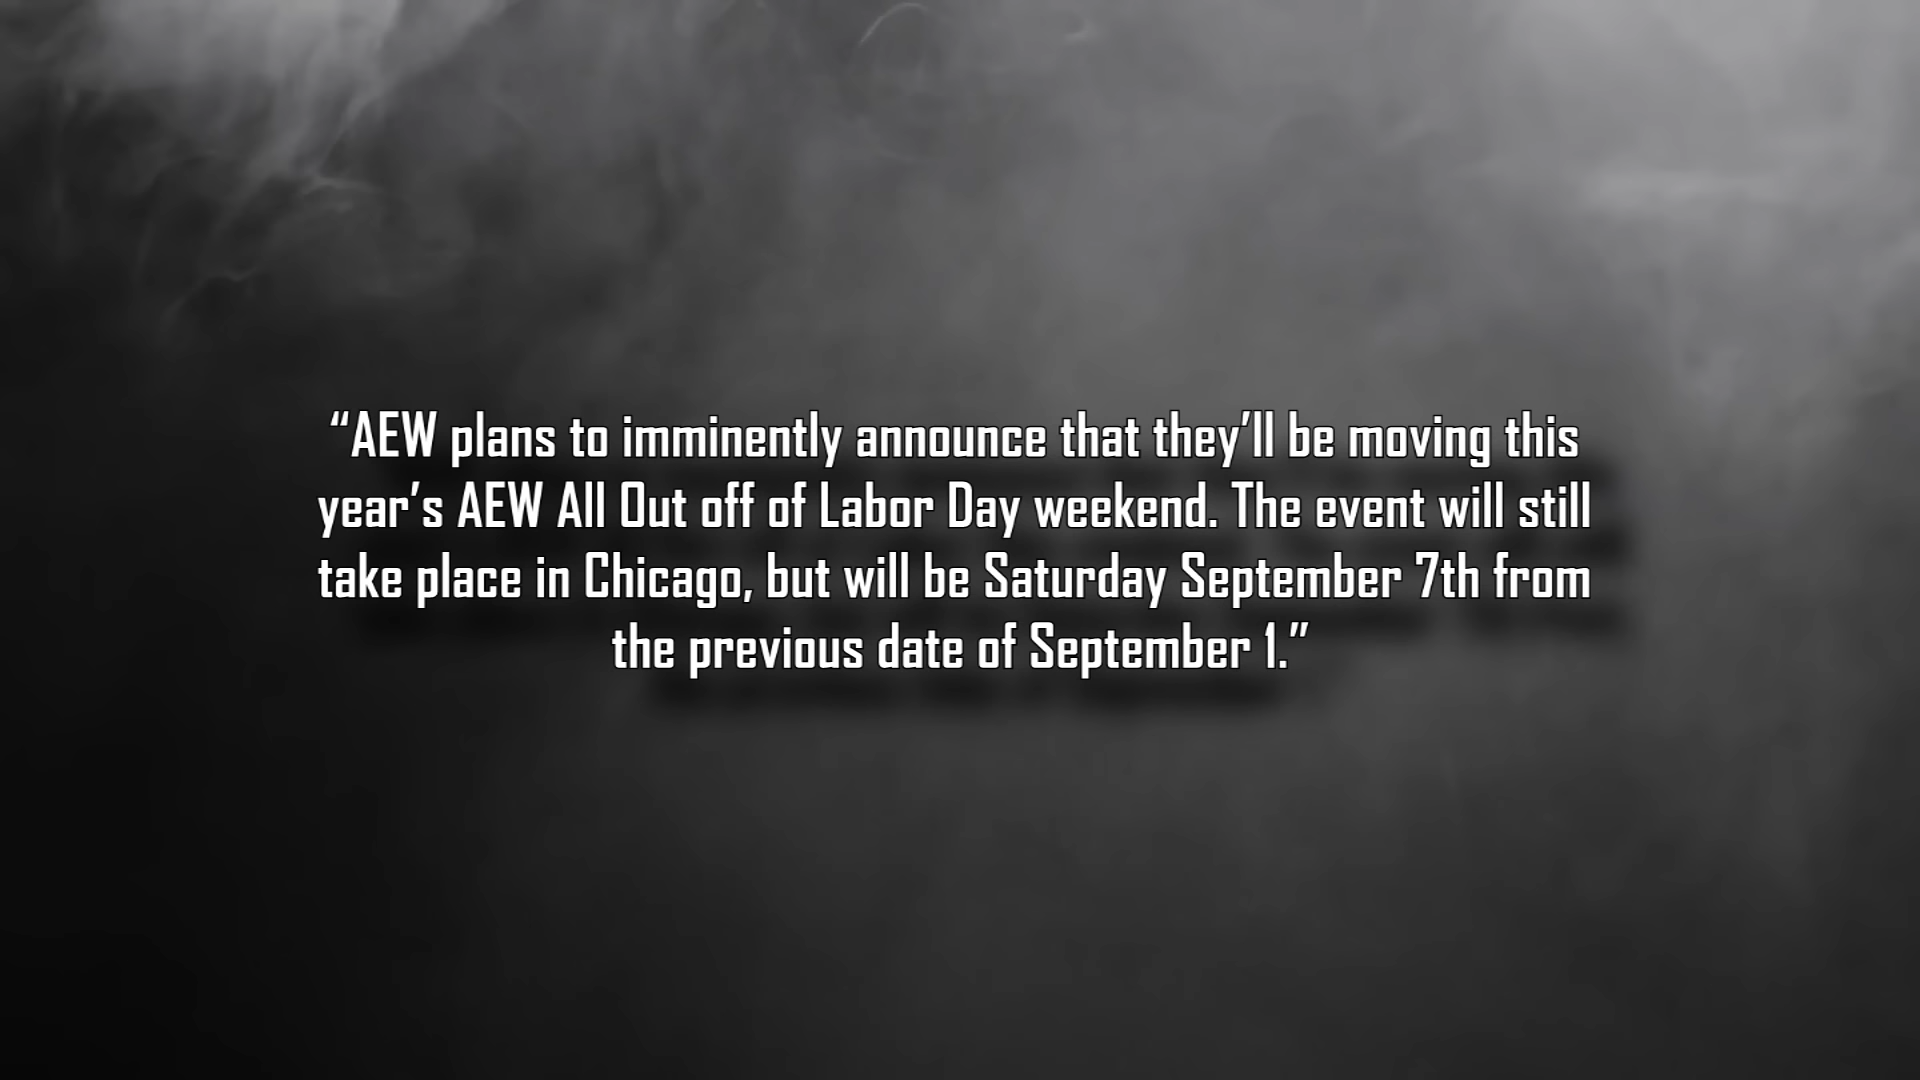 “AEW plans to imminently announce that they’ll be moving this
year’s AEW All Out off of Labor Day weekend. The event will still
take place in Chicago, but will be Saturday September 7th from
the previous date of September 1.”